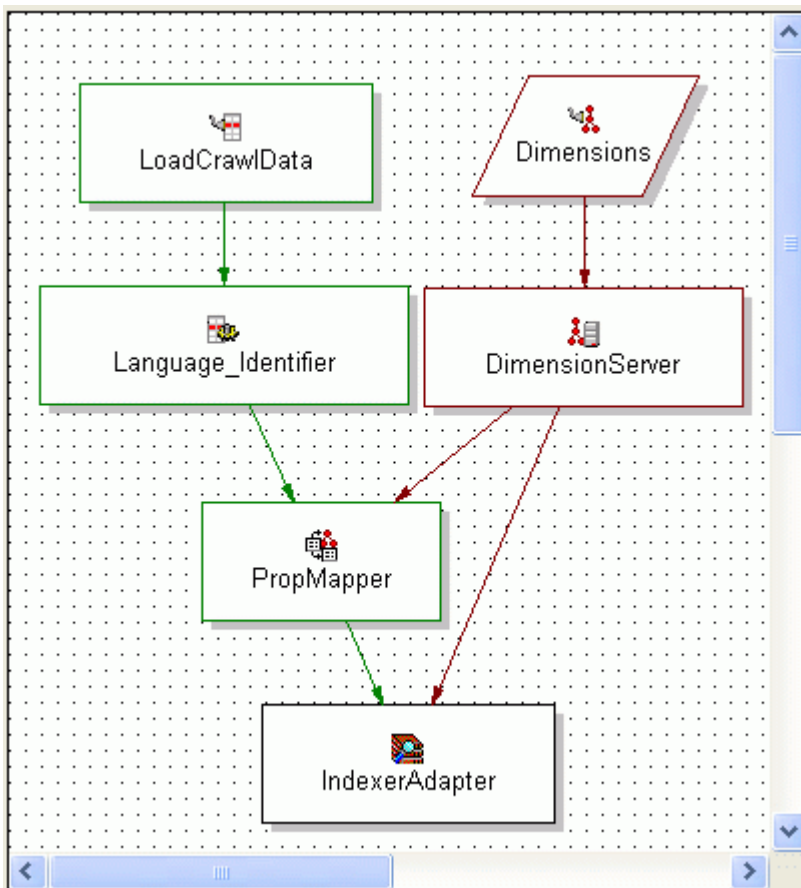 LoadCrawlData
Dimensions
Language_Identifier
DimensionServer
PropMapper
IndexerAdapter